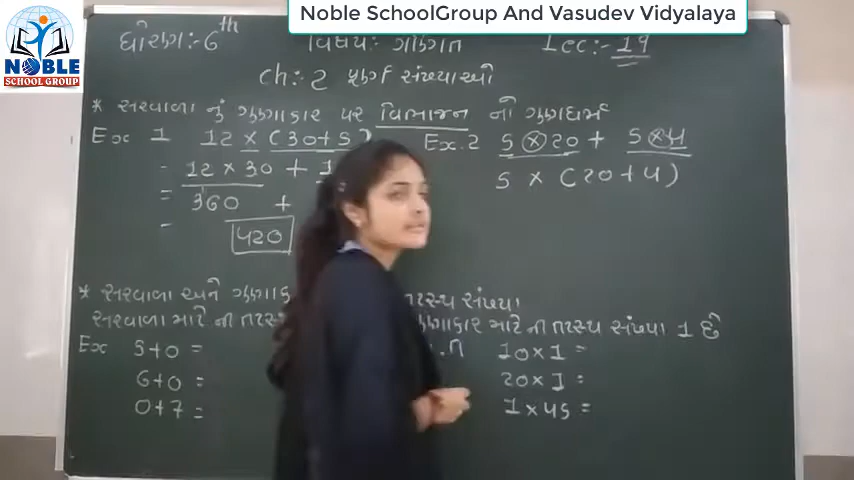 Noble SchoolGroup And Vasudev Vidyalaya
NOBLE
SCHOOL GROUP
ધોરણ:- 6th વિષય: ગણિત Lec:- 19
Ch:- 2 પૂર્ણ સંખ્યાઓ
* સરવાળા નું ગુણાકાર પર વિભાજન નો ગુણધર્મ
Ex 1 12 × (30+5) Ex. 2 5 × 20 + 5 × 4
= 12 × 30 + 1 5 × (20+4)
= 360 +
= 420
* સરવાળા અને ગુણાક તટસ્થ સંખ્યા
સરવાળા માટે ની તટસ્ ગુણાકાર માટે ની તટસ્થ સંખ્યા 1 છે
Ex 5+0 = 10×1 =
6+0 = 20×1 =
0+7 = 1×45 =